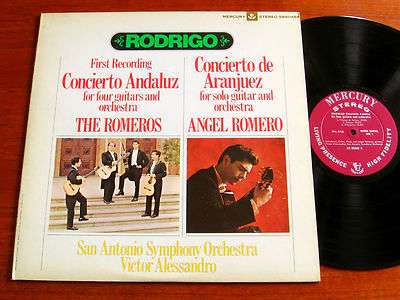 MERCURY
STEREO
RODRIGO
First Recording
Concierto Andaluz
for four guitars and
orchestra
THE ROMEROS
Concierto de
Aranjuez
for solo guitar and
orchestra
ANGEL ROMERO
San Antonio Symphony Orchestra
Victor Alessandro
MERCURY
STEREO
LIVING PRESENCE HIGH FIDELITY